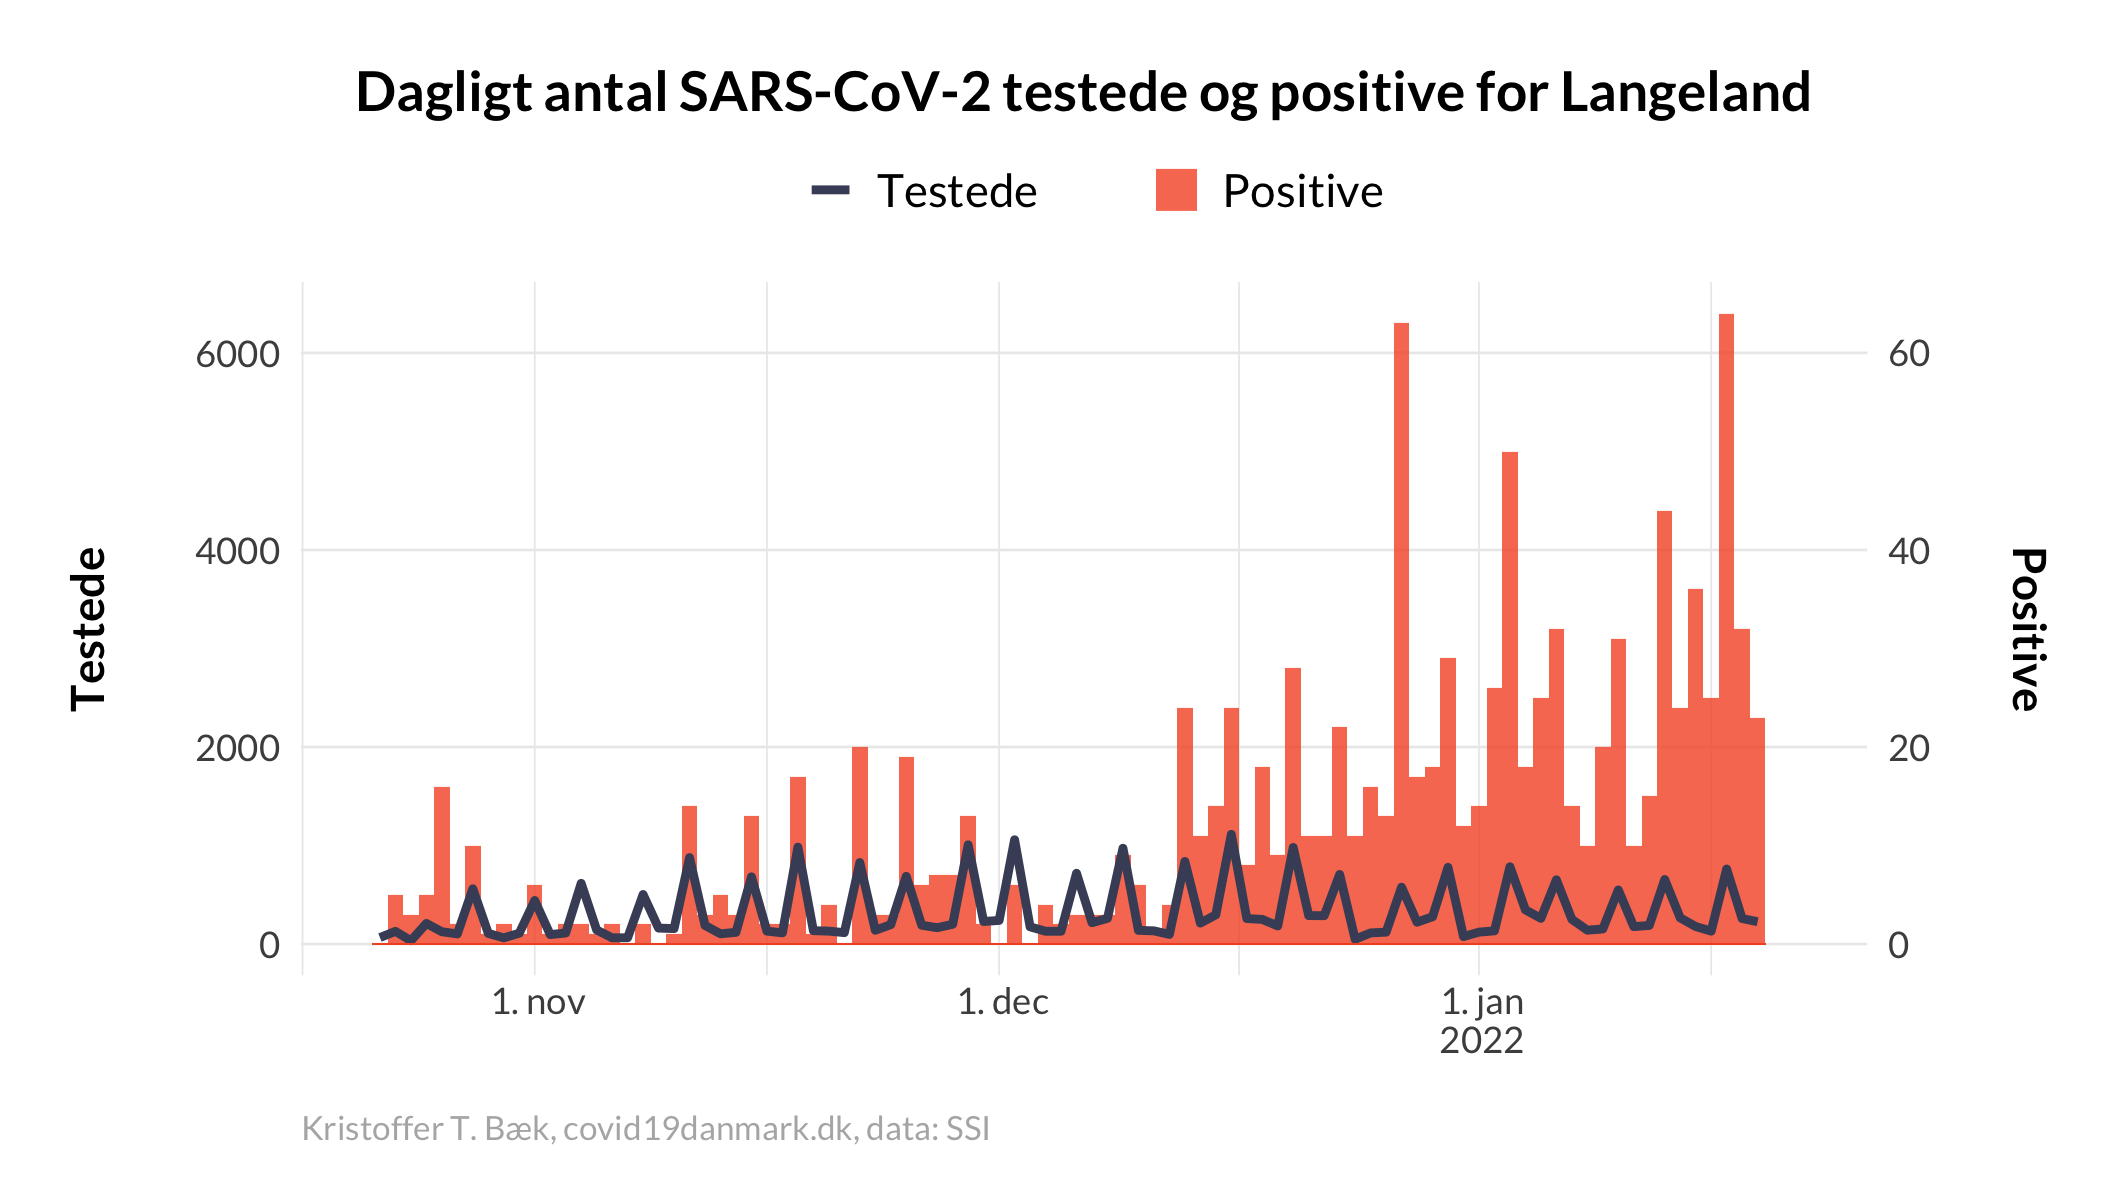 Dagligt antal SARS-CoV-2 testede og positive for Langeland
Testede Positive
6000 60
4000 40
2000 20
0 0
Testede
Positive
1. nov 1. dec 1. jan
2022
Kristoffer T. Bæk, covid19danmark.dk, data: SSI